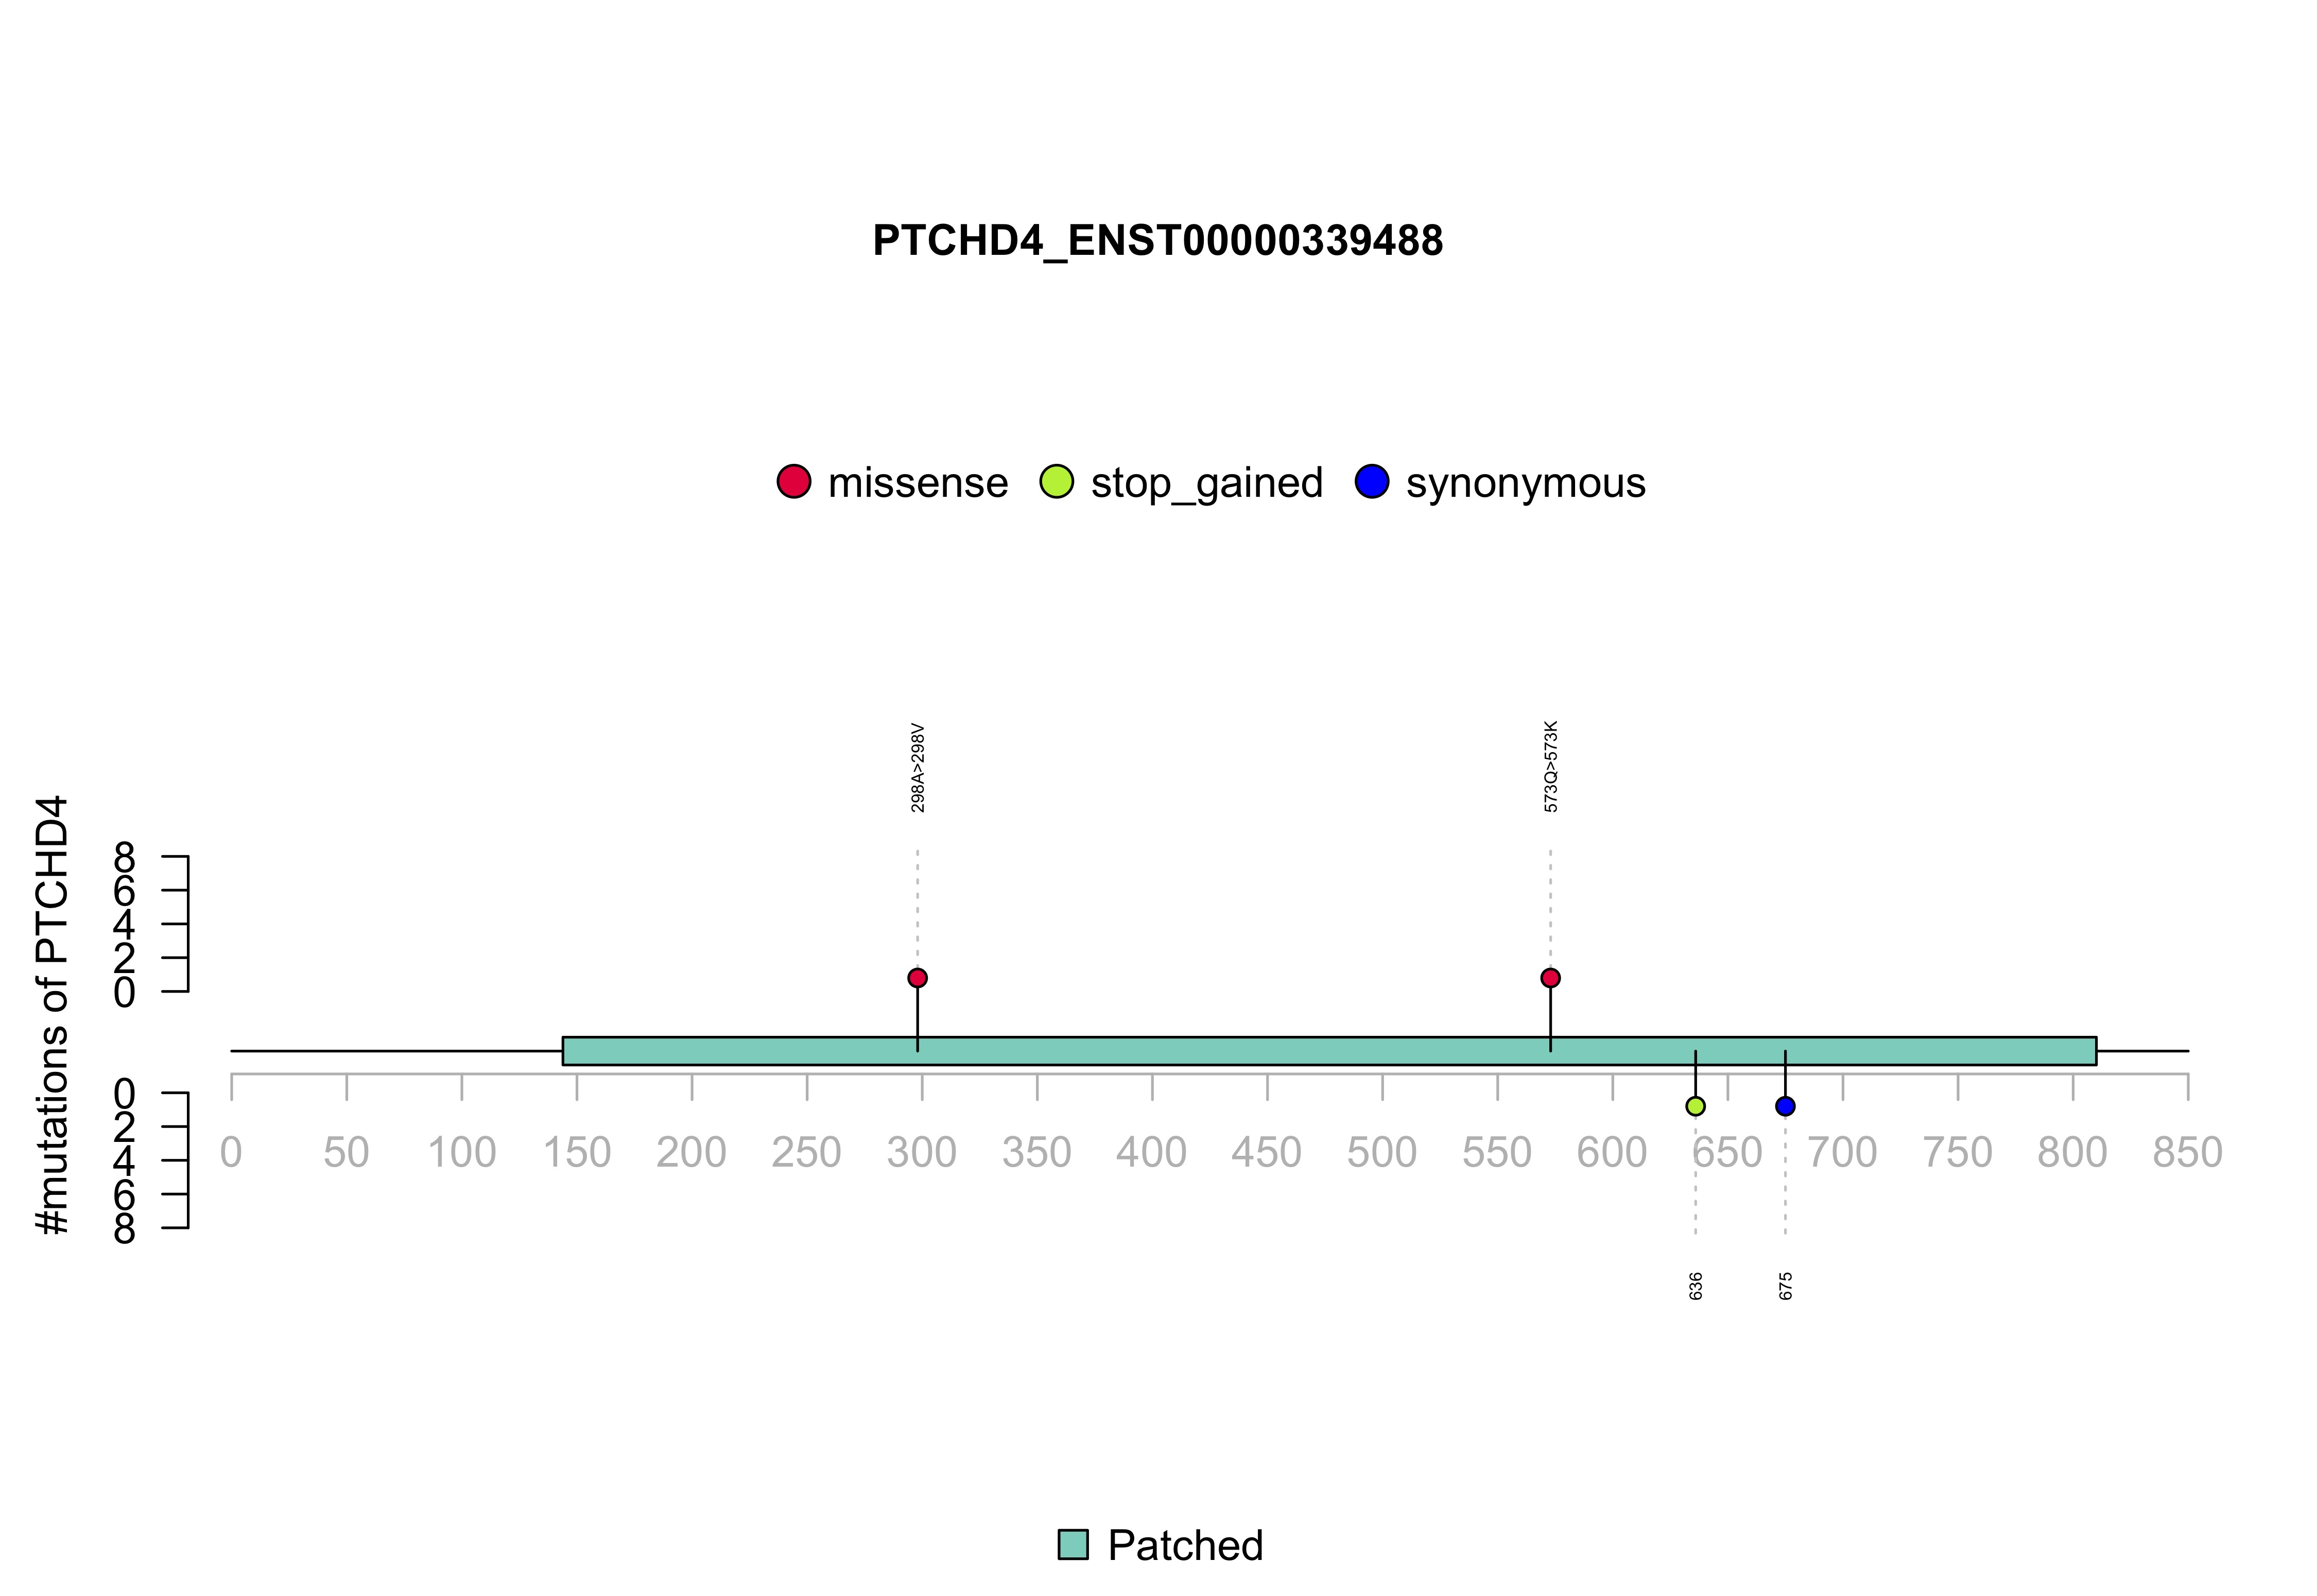 PTCHD4_ENST00000339488
missense stop_gained synonymous
298A>298V
573Q>573K
#mutations of PTCHD4
8
6
4
2
0
0
2
4
6
8
0 50 100 150 200 250 300 350 400 450 500 550 600 650 700 750 800 850
636
675
Patched